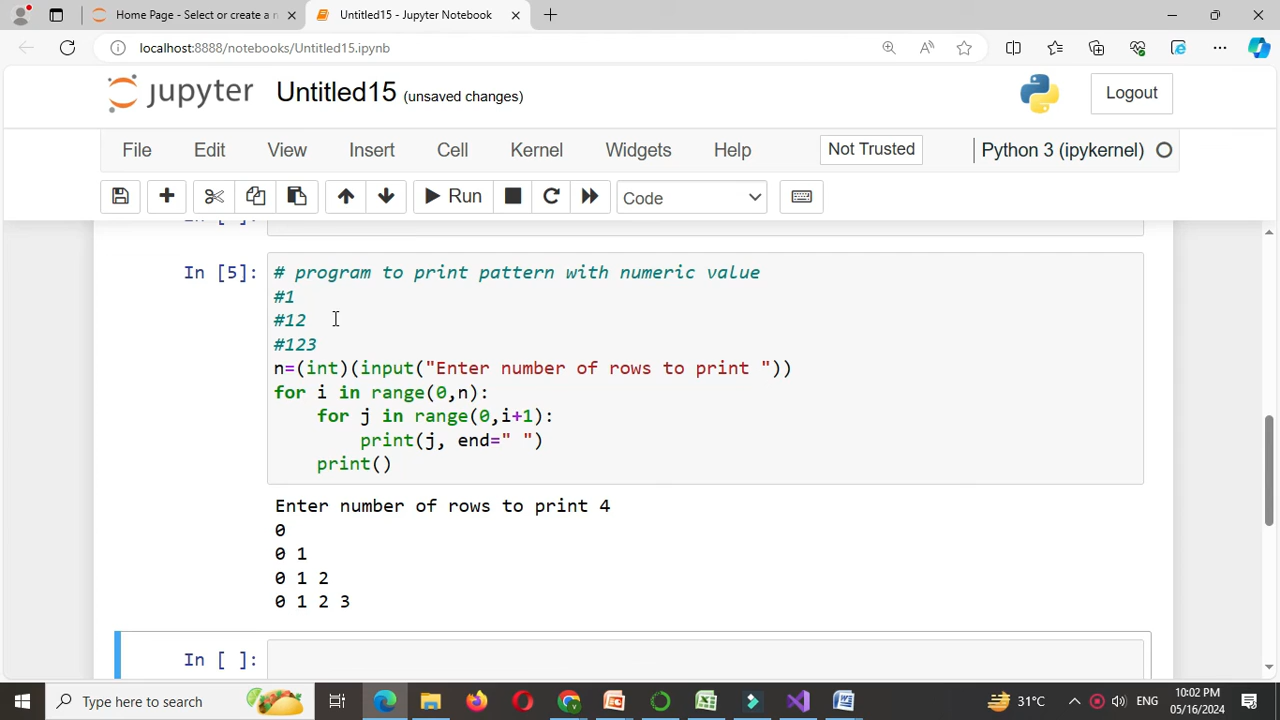 Home Page - Select or create a n
Untitled15 - Jupyter Notebook
localhost:8888/notebooks/Untitled15.ipynb
jupyter Untitled15 (unsaved changes)
Logout
File Edit View Insert Cell Kernel Widgets Help
Not Trusted
Python 3 (ipykernel)
Run
Code
In [5]:
# program to print pattern with numeric value
#1
#12
#123
n=(int)(input("Enter number of rows to print "))
for i in range(0,n):
    for j in range(0,i+1):
        print(j, end=" ")
    print()
Enter number of rows to print 4
0
0 1
0 1 2
0 1 2 3
In [ ]:
Type here to search
31°C
ENG
10:02 PM
05/16/2024